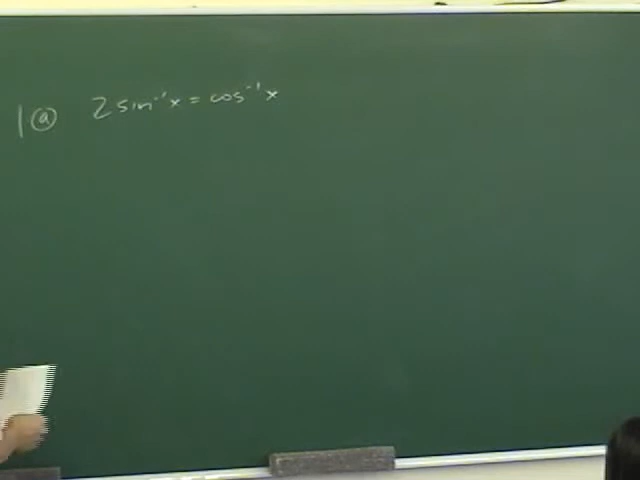 1 ⓐ 2 sin⁻¹x = cos⁻¹x